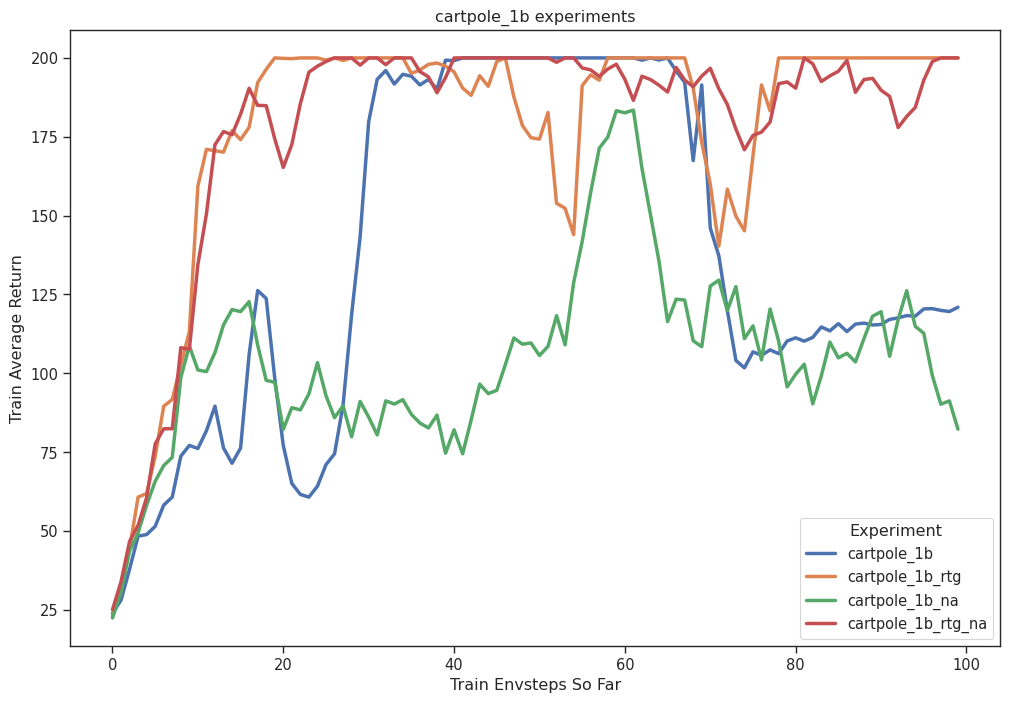 cartpole_1b experiments
Train Average Return
200
175
150
125
100
75
50
25
0
20
40
60
80
100
Train Envsteps So Far
Experiment
cartpole_1b
cartpole_1b_rtg
cartpole_1b_na
cartpole_1b_rtg_na